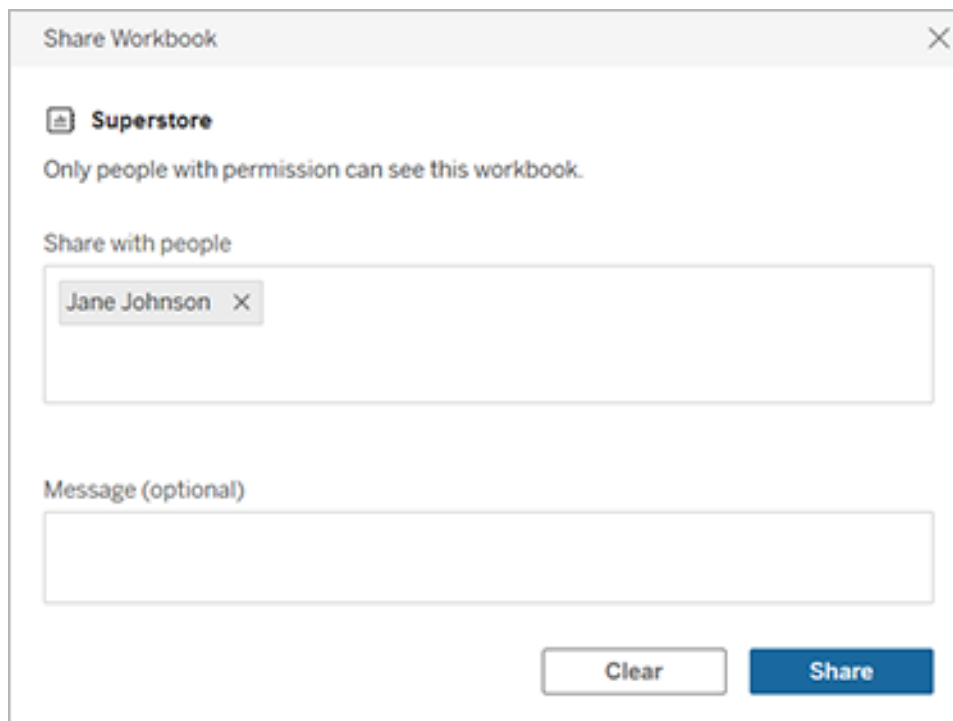 Share Workbook
Superstore
Only people with permission can see this workbook.
Share with people
Jane Johnson
Message (optional)
Clear Share